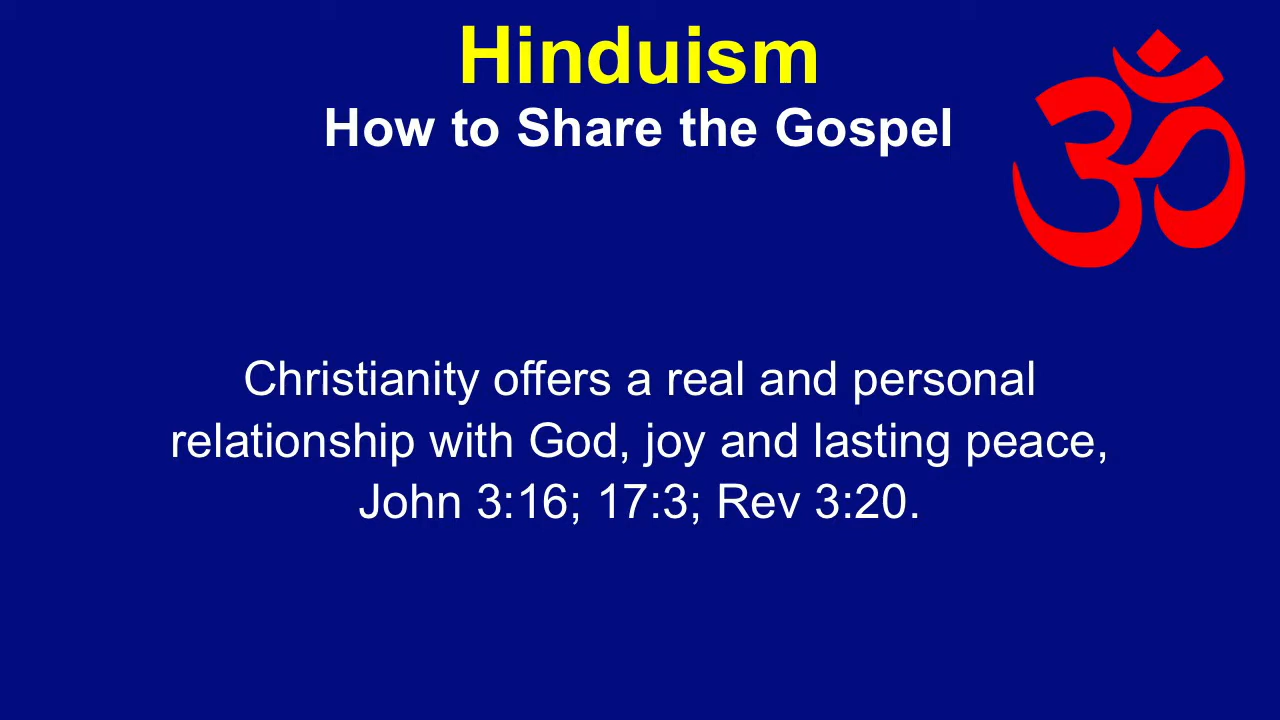 Hinduism
How to Share the Gospel
ॐ
Christianity offers a real and personal
relationship with God, joy and lasting peace,
John 3:16; 17:3; Rev 3:20.